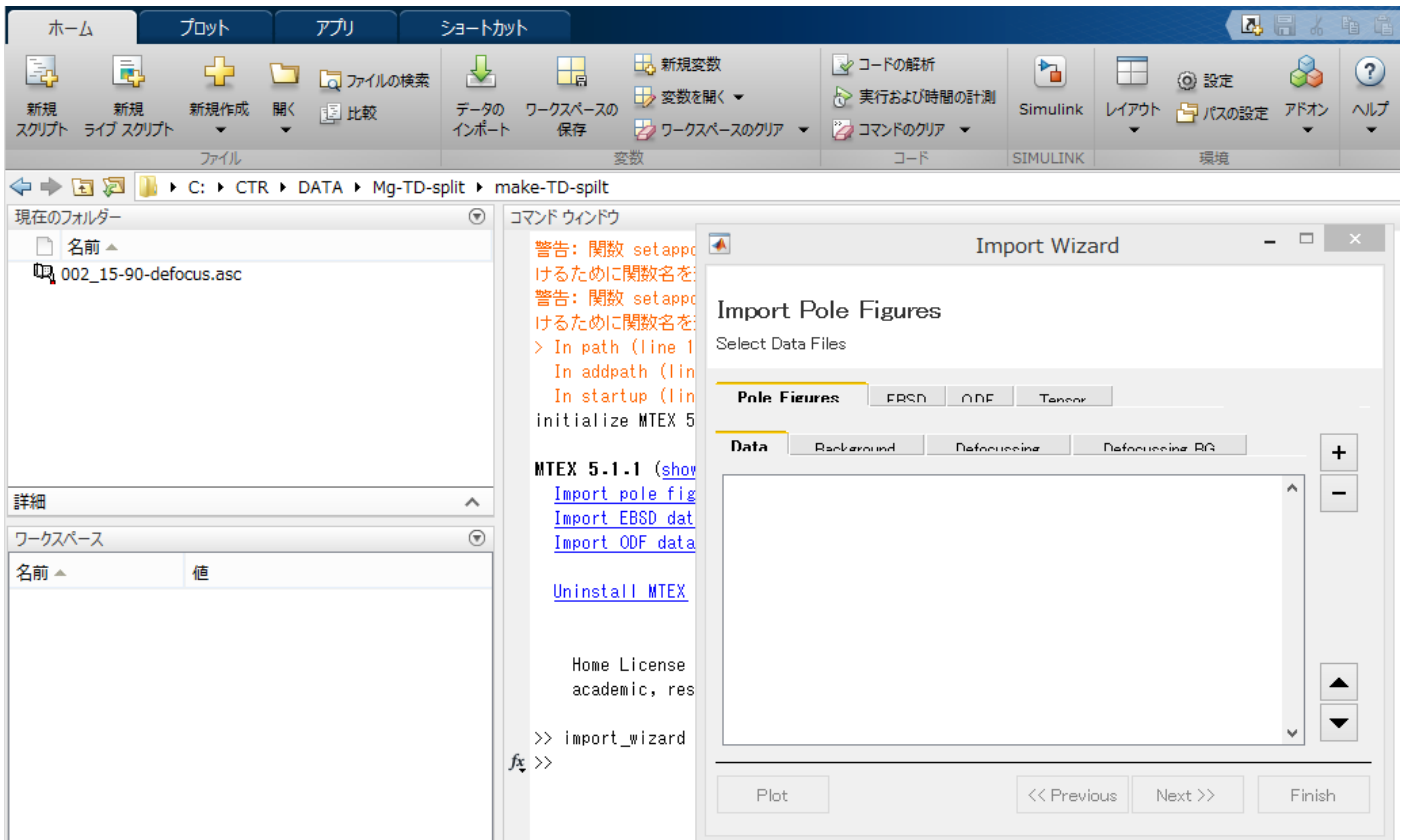 ホーム プロット アプリ ショートカット
新規 スクリプト
新規 ライブ スクリプト
新規作成
開く
ファイルの検索
比較
データの インポート
ワークスペースの 保存
新規変数
変数を開く
ワークスペースのクリア
コードの解析
実行および時間の計測
コマンドのクリア
Simulink
レイアウト
設定
パスの設定
アドオン
ヘルプ
ファイル 変数 コード SIMULINK 環境
C: CTR DATA Mg-TD-split make-TD-spilt
現在のフォルダー
名前
002_15-90-defocus.asc
詳細
ワークスペース
名前 値
コマンド ウィンドウ
警告: 関数 setappd
けるために関数名を
警告: 関数 setappd
けるために関数名を
> In path (line 1
In addpath (lin
In startup (lin
initialize MTEX 5
MTEX 5.1.1 (show
Import pole fig
Import EBSD dat
Import ODF data
Uninstall MTEX
Home License
academic, res
>> import_wizard
fx >>
Import Wizard
Import Pole Figures
Select Data Files
Pole Figures EBSD ODF Tensor
Data Background Defocussing Defocussing BG
+
−
Plot << Previous Next >> Finish